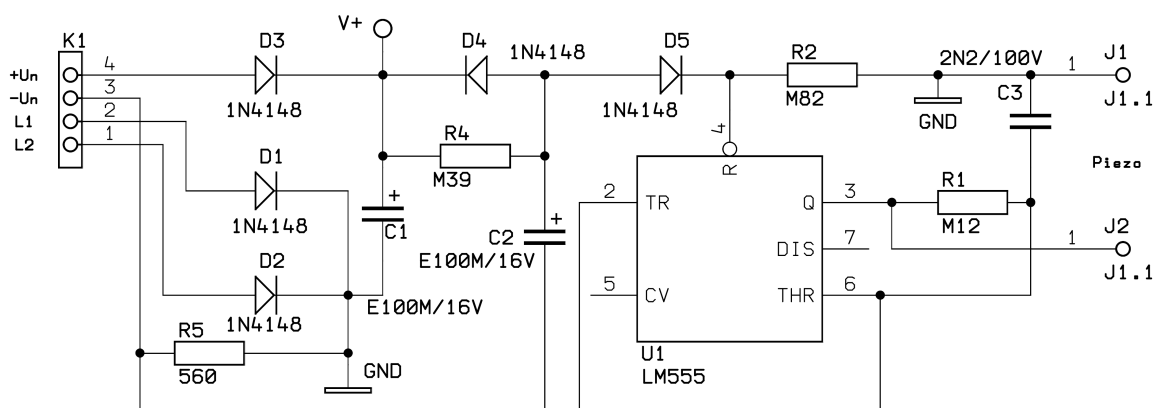 V+
K1
+Un
-Un
L1
L2
4
3
2
1
D3
1N4148
D4
1N4148
D5
1N4148
R2
M82
2N2/100V
C3
GND
1
J1
J1.1
D1
1N4148
R4
M39
+
C1
E100M/16V
+
C2
E100M/16V
D2
1N4148
R5
560
GND
4
R
2
TR
5
CV
Q
3
DIS
7
THR
6
U1
LM555
R1
M12
Piezo
1
J2
J1.1